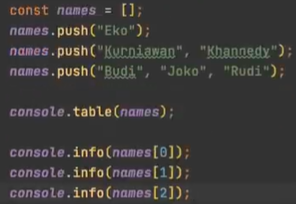 const names = [];
names.push("Eko");
names.push("Kurniawan", "Khannedy");
names.push("Budi", "Joko", "Rudi");
console.table(names);
console.info(names[0]);
console.info(names[1]);
console.info(names[2]);